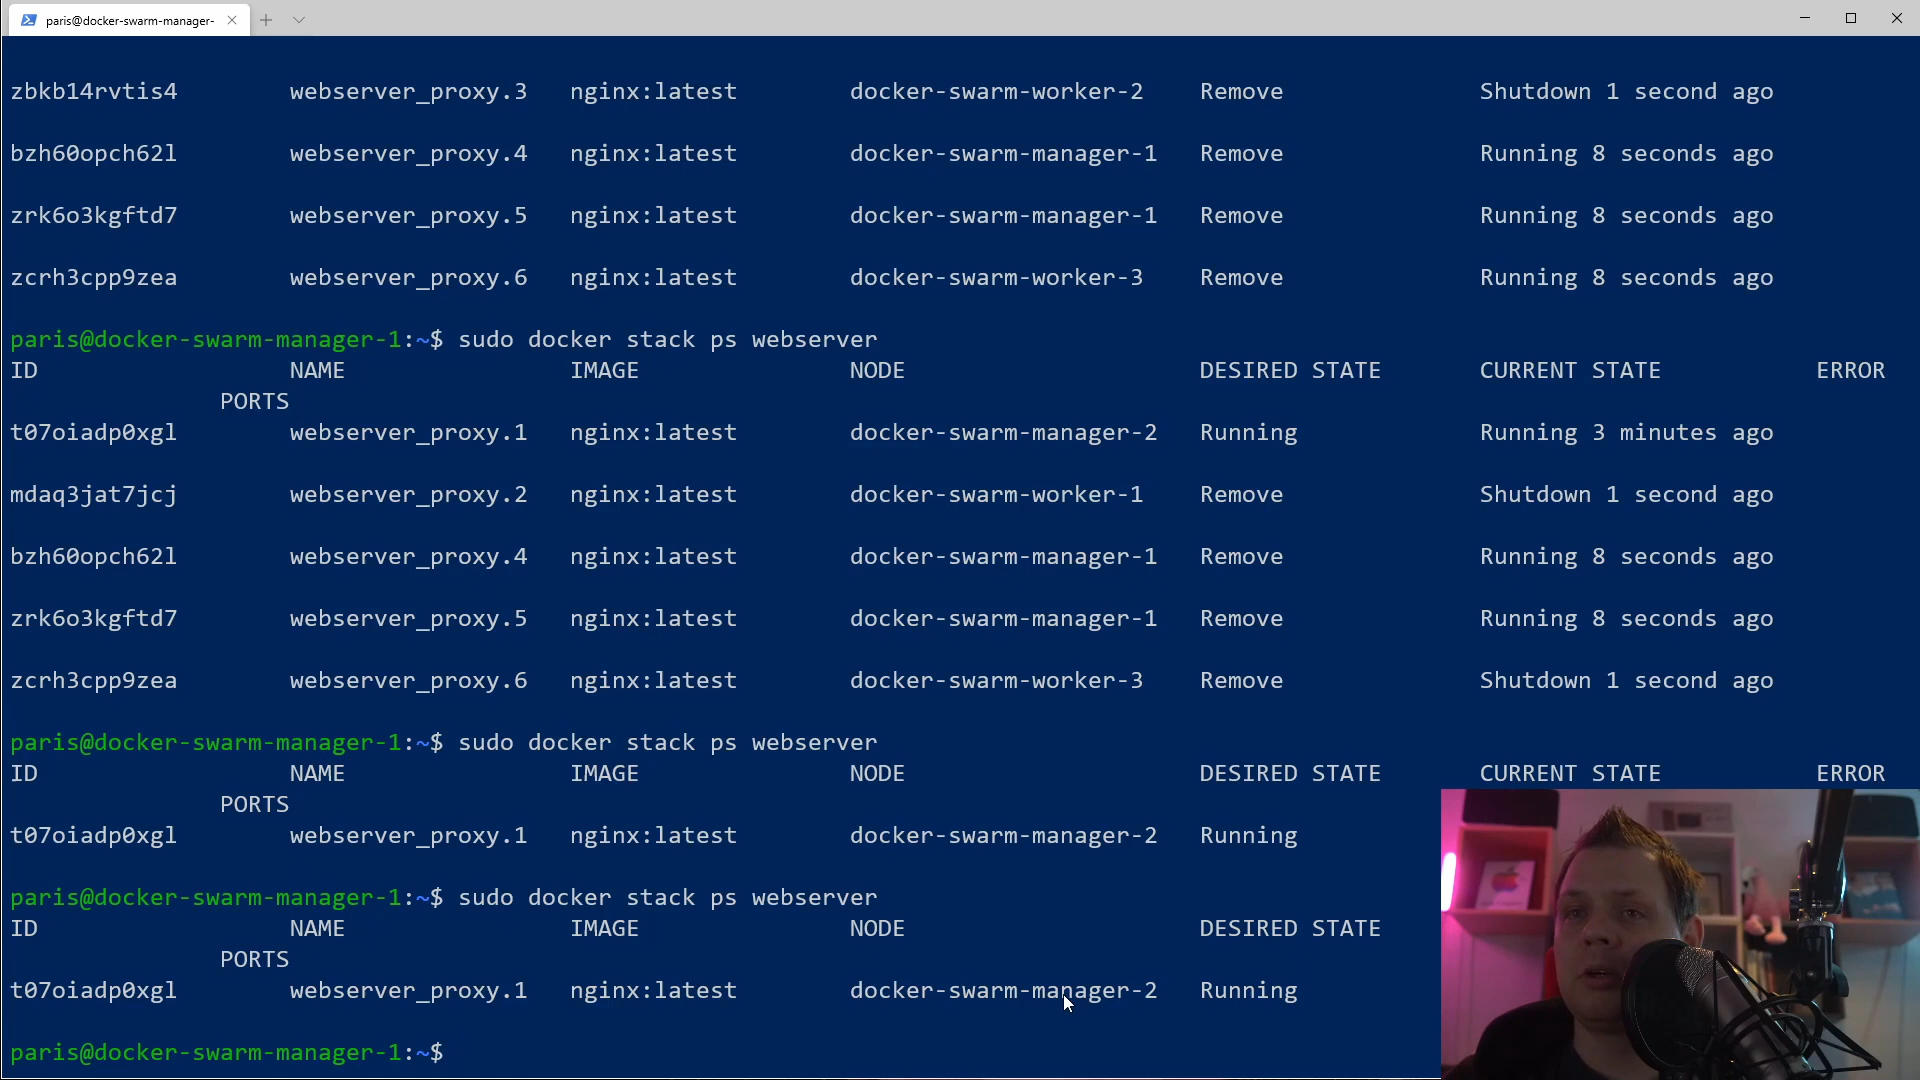 paris@docker-swarm-manager-
zbkb14rvtis4 webserver_proxy.3 nginx:latest docker-swarm-worker-2 Remove Shutdown 1 second ago
bzh60opch62l webserver_proxy.4 nginx:latest docker-swarm-manager-1 Remove Running 8 seconds ago
zrk6o3kgftd7 webserver_proxy.5 nginx:latest docker-swarm-manager-1 Remove Running 8 seconds ago
zcrh3cpp9zea webserver_proxy.6 nginx:latest docker-swarm-worker-3 Remove Running 8 seconds ago
paris@docker-swarm-manager-1:~$ sudo docker stack ps webserver
ID NAME IMAGE NODE DESIRED STATE CURRENT STATE ERROR
PORTS
t07oiadp0xgl webserver_proxy.1 nginx:latest docker-swarm-manager-2 Running Running 3 minutes ago
mdaq3jat7jcj webserver_proxy.2 nginx:latest docker-swarm-worker-1 Remove Shutdown 1 second ago
bzh60opch62l webserver_proxy.4 nginx:latest docker-swarm-manager-1 Remove Running 8 seconds ago
zrk6o3kgftd7 webserver_proxy.5 nginx:latest docker-swarm-manager-1 Remove Running 8 seconds ago
zcrh3cpp9zea webserver_proxy.6 nginx:latest docker-swarm-worker-3 Remove Shutdown 1 second ago
paris@docker-swarm-manager-1:~$ sudo docker stack ps webserver
ID NAME IMAGE NODE DESIRED STATE CURRENT STATE ERROR
PORTS
t07oiadp0xgl webserver_proxy.1 nginx:latest docker-swarm-manager-2 Running
paris@docker-swarm-manager-1:~$ sudo docker stack ps webserver
ID NAME IMAGE NODE DESIRED STATE
PORTS
t07oiadp0xgl webserver_proxy.1 nginx:latest docker-swarm-manager-2 Running
paris@docker-swarm-manager-1:~$